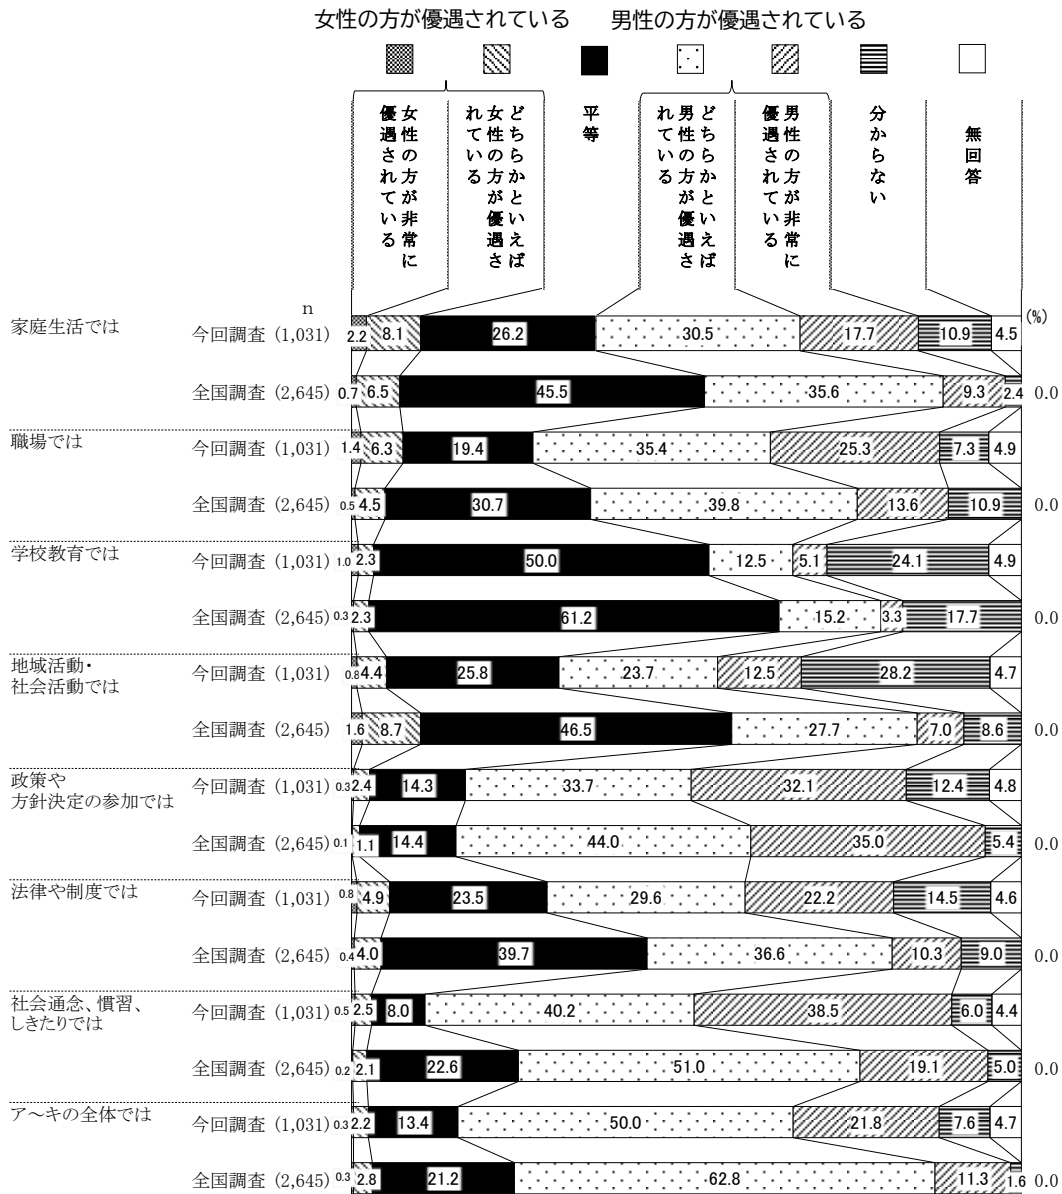 女性の方が優遇されている 男性の方が優遇されている
女性の方が非常に
優遇されている
どちらかといえば
女性の方が優遇さ
れている
平等
どちらかといえば
男性の方が優遇さ
れている
男性の方が非常に
優遇されている
分からない
無回答
n
(%)
家庭生活では
今回調査 (1,031) 2.2 8.1 26.2 30.5 17.7 10.9 4.5
全国調査 (2,645) 0.7 6.5 45.5 35.6 9.3 2.4 0.0
職場では
今回調査 (1,031) 1.4 6.3 19.4 35.4 25.3 7.3 4.9
全国調査 (2,645) 0.5 4.5 30.7 39.8 13.6 10.9 0.0
学校教育では
今回調査 (1,031) 1.0 2.3 50.0 12.5 5.1 24.1 4.9
全国調査 (2,645) 0.3 2.3 61.2 15.2 3.3 17.7 0.0
地域活動・
社会活動では
今回調査 (1,031) 0.8 4.4 25.8 23.7 12.5 28.2 4.7
全国調査 (2,645) 1.6 8.7 46.5 27.7 7.0 8.6 0.0
政策や
方針決定の参加では
今回調査 (1,031) 0.3 2.4 14.3 33.7 32.1 12.4 4.8
全国調査 (2,645) 0.1 1.1 14.4 44.0 35.0 5.4 0.0
法律や制度では
今回調査 (1,031) 0.8 4.9 23.5 29.6 22.2 14.5 4.6
全国調査 (2,645) 0.4 4.0 39.7 36.6 10.3 9.0 0.0
社会通念、慣習、
しきたりでは
今回調査 (1,031) 0.5 2.5 8.0 40.2 38.5 6.0 4.4
全国調査 (2,645) 0.2 2.1 22.6 51.0 19.1 5.0 0.0
ア～キの全体では
今回調査 (1,031) 0.3 2.2 13.4 50.0 21.8 7.6 4.7
全国調査 (2,645) 0.3 2.8 21.2 62.8 11.3 1.6 0.0